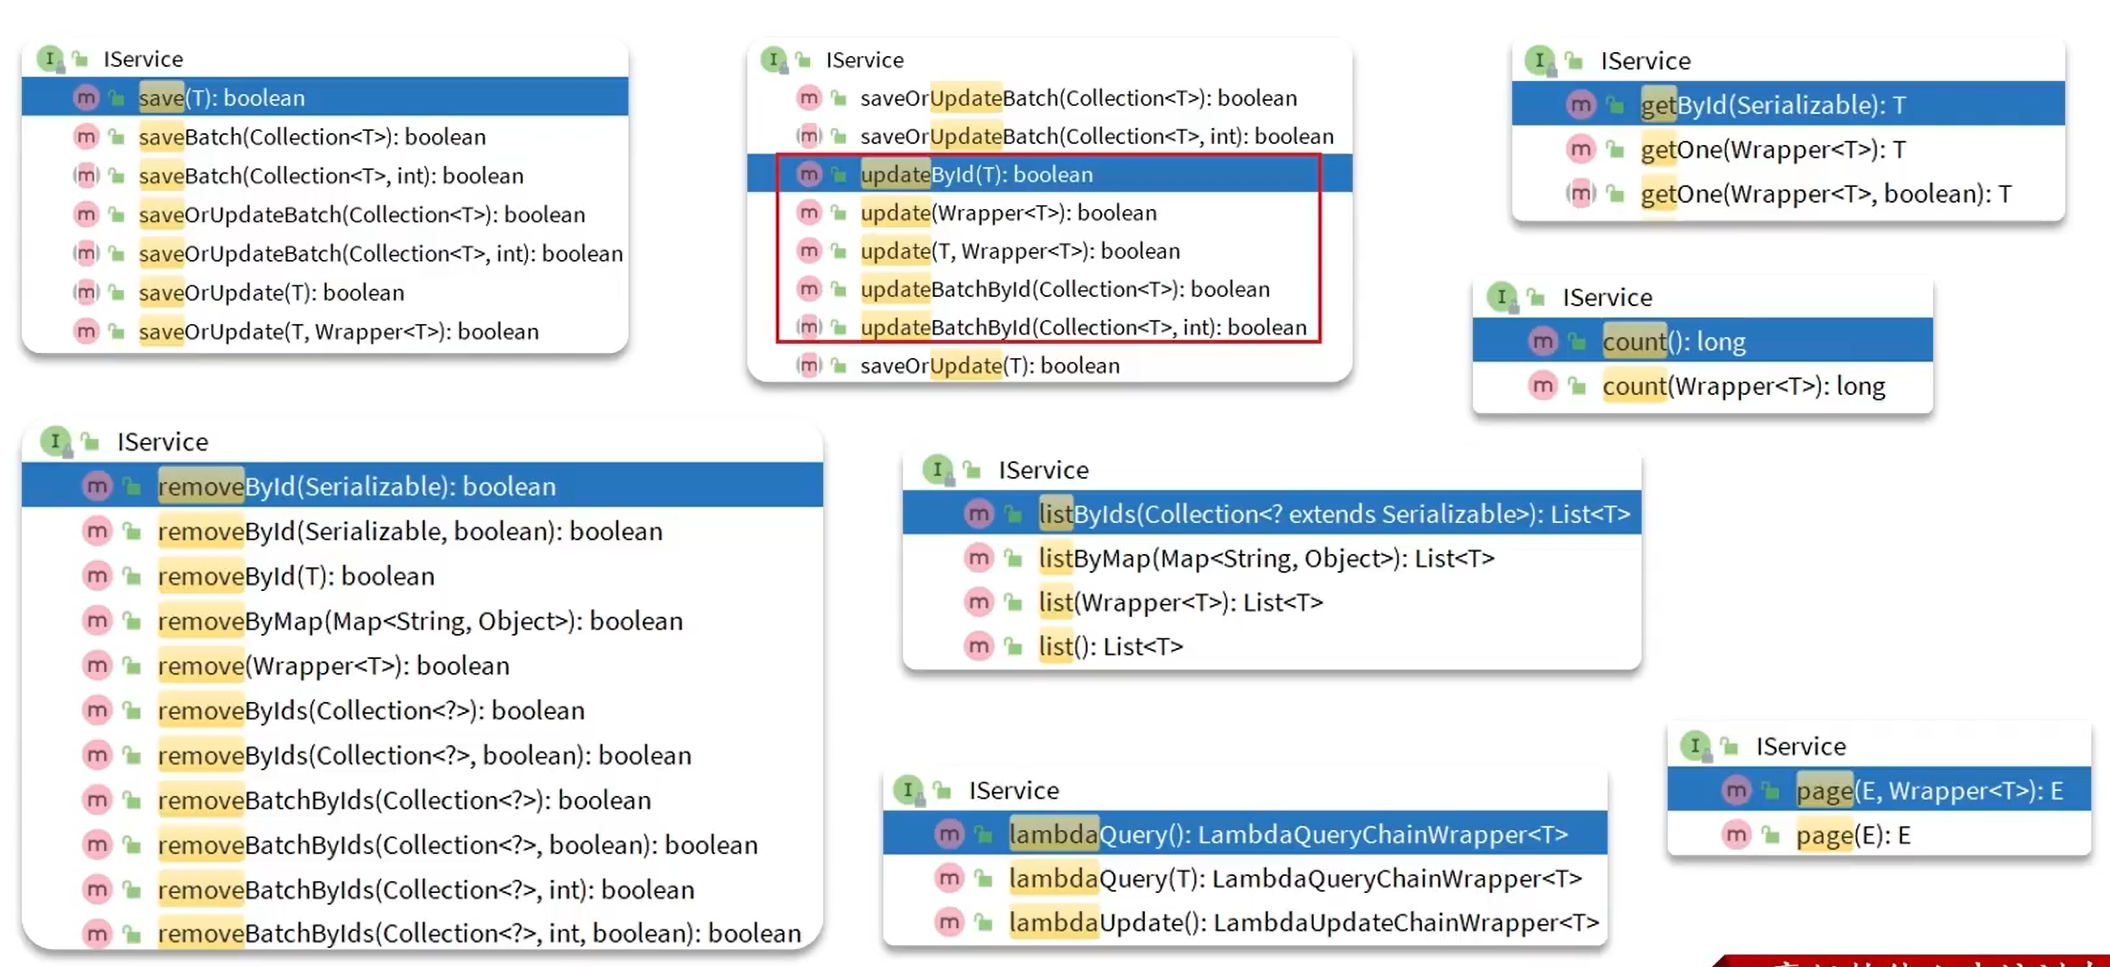 IService
save(T): boolean
saveBatch(Collection<T>): boolean
saveBatch(Collection<T>, int): boolean
saveOrUpdateBatch(Collection<T>): boolean
saveOrUpdateBatch(Collection<T>, int): boolean
saveOrUpdate(T): boolean
saveOrUpdate(T, Wrapper<T>): boolean
IService
saveOrUpdateBatch(Collection<T>): boolean
saveOrUpdateBatch(Collection<T>, int): boolean
updateById(T): boolean
update(Wrapper<T>): boolean
update(T, Wrapper<T>): boolean
updateBatchById(Collection<T>): boolean
updateBatchById(Collection<T>, int): boolean
saveOrUpdate(T): boolean
IService
getById(Serializable): T
getOne(Wrapper<T>): T
getOne(Wrapper<T>, boolean): T
IService
count(): long
count(Wrapper<T>): long
IService
removeById(Serializable): boolean
removeById(Serializable, boolean): boolean
removeById(T): boolean
removeByMap(Map<String, Object>): boolean
remove(Wrapper<T>): boolean
removeByIds(Collection<?>): boolean
removeByIds(Collection<?>, boolean): boolean
removeBatchByIds(Collection<?>): boolean
removeBatchByIds(Collection<?>, boolean): boolean
removeBatchByIds(Collection<?>, int): boolean
removeBatchByIds(Collection<?>, int, boolean): boolean
IService
listByIds(Collection<? extends Serializable>): List<T>
listByMap(Map<String, Object>): List<T>
list(Wrapper<T>): List<T>
list(): List<T>
IService
lambdaQuery(): LambdaQueryChainWrapper<T>
lambdaQuery(T): LambdaQueryChainWrapper<T>
lambdaUpdate(): LambdaUpdateChainWrapper<T>
IService
page(E, Wrapper<T>): E
page(E): E